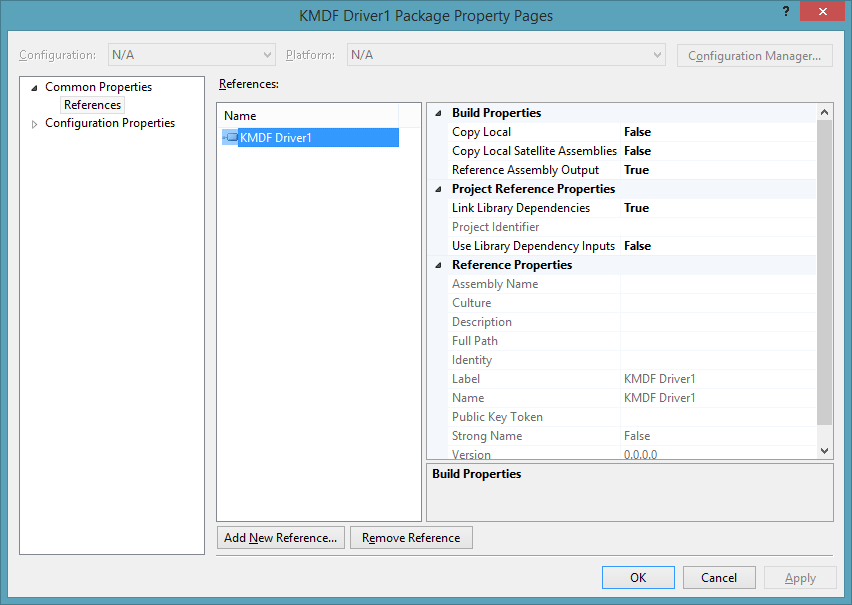 KMDF Driver1 Package Property Pages
?
Configuration: N/A Platform: N/A Configuration Manager...
Common Properties
References
Configuration Properties
References:
Name
KMDF Driver1
Build Properties
Copy Local False
Copy Local Satellite Assemblies False
Reference Assembly Output True
Project Reference Properties
Link Library Dependencies True
Project Identifier
Use Library Dependency Inputs False
Reference Properties
Assembly Name
Culture
Description
Full Path
Identity
Label KMDF Driver1
Name KMDF Driver1
Public Key Token
Strong Name False
Version 0.0.0.0
Build Properties
Add New Reference... Remove Reference
OK Cancel Apply